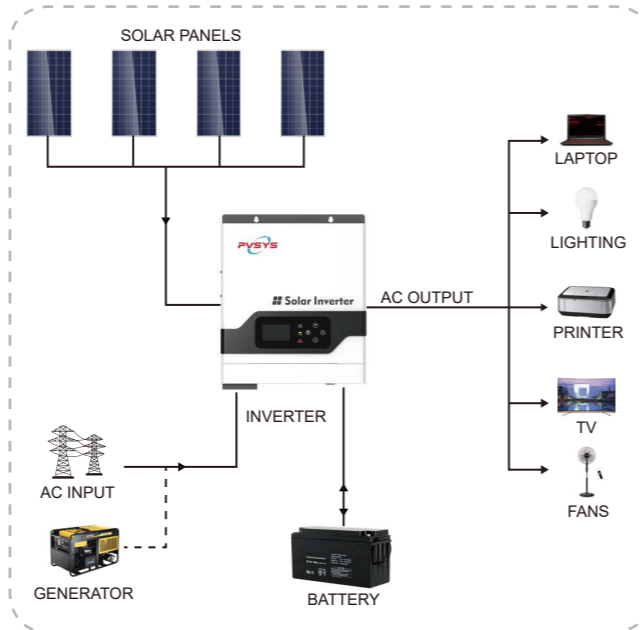 SOLAR PANELS
LAPTOP
LIGHTING
PVSYS
Solar Inverter
AC OUTPUT
PRINTER
INVERTER
TV
AC INPUT
FANS
GENERATOR
BATTERY